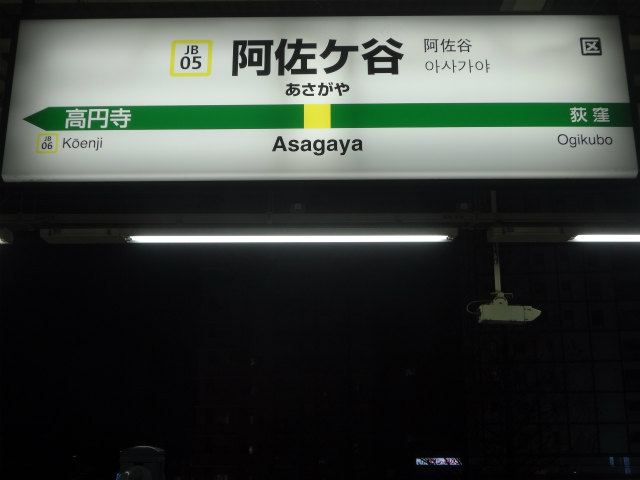 JB
05
阿佐ケ谷
阿佐谷
아사가야
区
あさがや
高円寺
荻窪
JB
06
Kōenji
Asagaya
Ogikubo